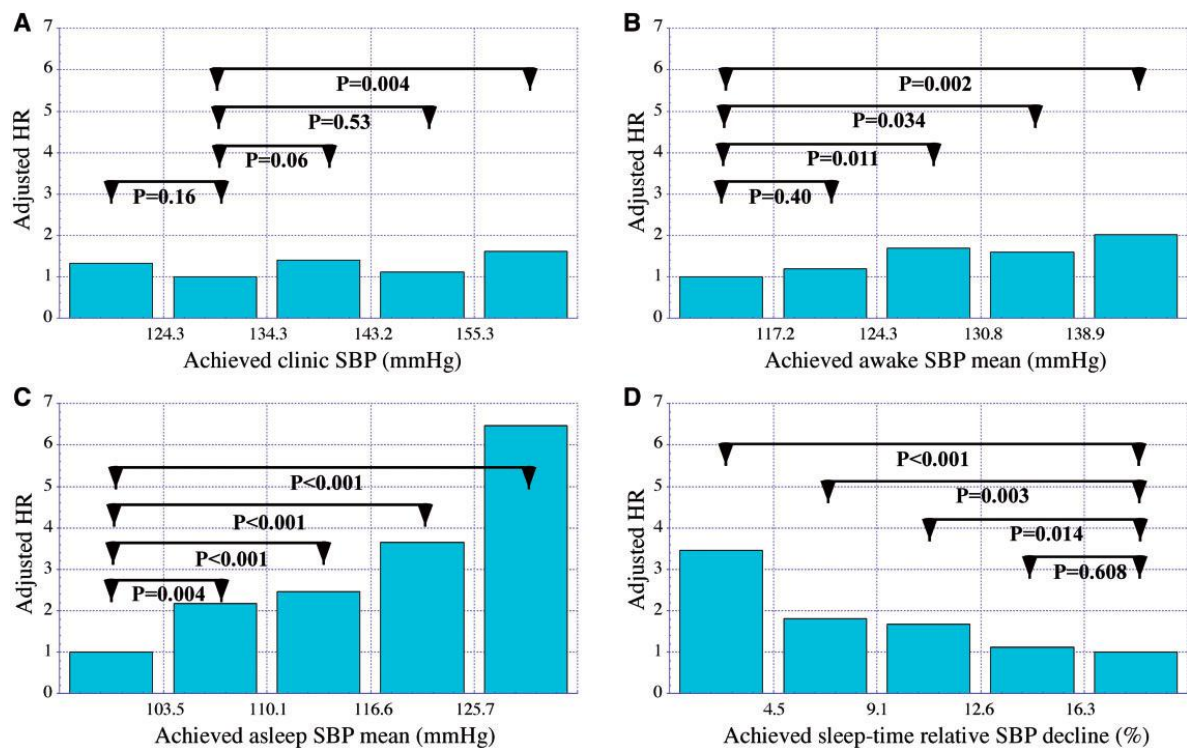 A
7
6
5
4
3
2
1
0
Adjusted HR
P=0.004
P=0.53
P=0.06
P=0.16
124.3 134.3 143.2 155.3
Achieved clinic SBP (mmHg)
B
7
6
5
4
3
2
1
0
Adjusted HR
P=0.002
P=0.034
P=0.011
P=0.40
117.2 124.3 130.8 138.9
Achieved awake SBP mean (mmHg)
C
7
6
5
4
3
2
1
0
Adjusted HR
P<0.001
P<0.001
P<0.001
P=0.004
103.5 110.1 116.6 125.7
Achieved asleep SBP mean (mmHg)
D
7
6
5
4
3
2
1
0
Adjusted HR
P<0.001
P=0.003
P=0.014
P=0.608
4.5 9.1 12.6 16.3
Achieved sleep-time relative SBP decline (%)